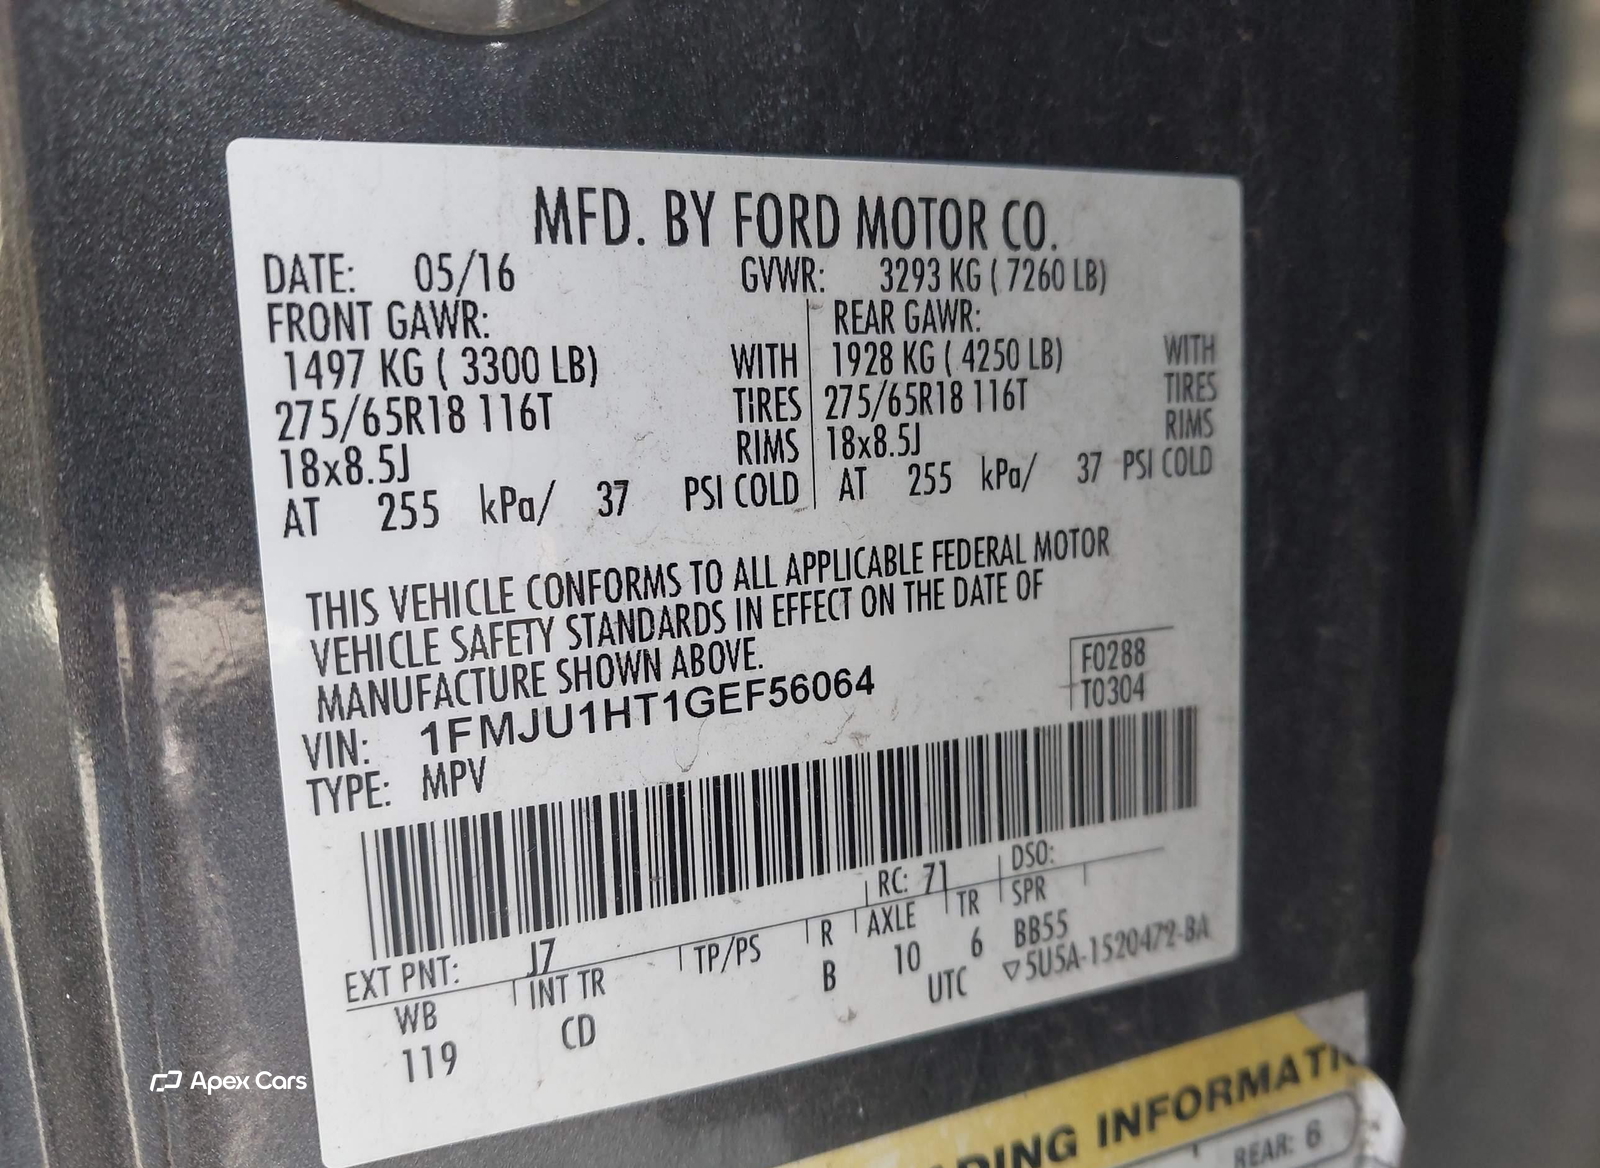 MFD. BY FORD MOTOR CO.
DATE: 05/16 GVWR: 3293 KG ( 7260 LB)
FRONT GAWR: REAR GAWR:
1497 KG ( 3300 LB) WITH 1928 KG ( 4250 LB) WITH
275/65R18 116T TIRES 275/65R18 116T TIRES
18x8.5J RIMS 18x8.5J RIMS
AT 255 kPa/ 37 PSI COLD AT 255 kPa/ 37 PSI COLD
THIS VEHICLE CONFORMS TO ALL APPLICABLE FEDERAL MOTOR
VEHICLE SAFETY STANDARDS IN EFFECT ON THE DATE OF
MANUFACTURE SHOWN ABOVE.
F0288
T0304
VIN: 1FMJU1HT1GEF56064
TYPE: MPV
EXT PNT: J7 RC: 71 DSO:
WB INT TR TP/PS R AXLE TR SPR
119 CD B 10 6 BB55
UTC ▽5U5A-1520472-BA
Apex Cars
DING INFORMATI
REAR: 6